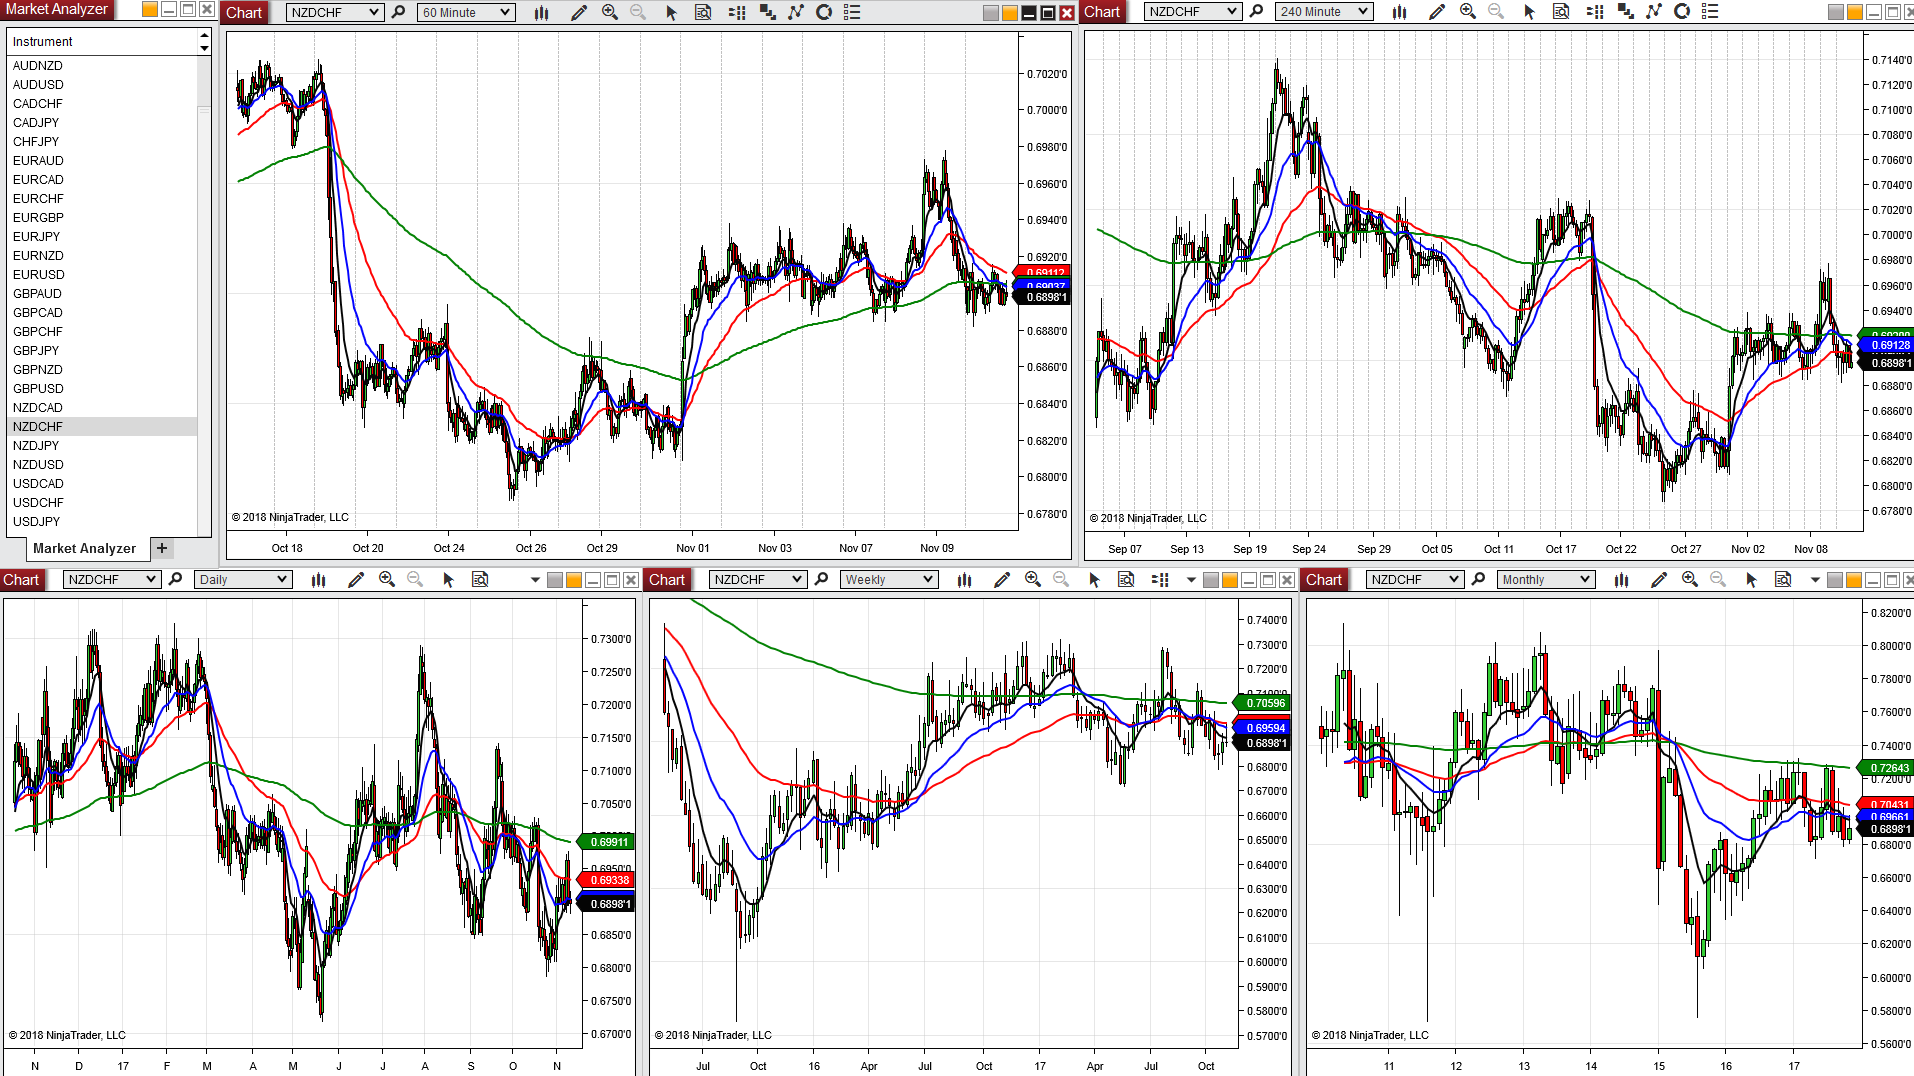 Market Analyzer
Instrument
AUDNZD
AUDUSD
CADCHF
CADJPY
CHFJPY
EURAUD
EURCAD
EURCHF
EURGBP
EURJPY
EURNZD
EURUSD
GBPAUD
GBPCAD
GBPCHF
GBPJPY
GBPNZD
GBPUSD
NZDCAD
NZDCHF
NZDJPY
NZDUSD
USDCAD
USDCHF
USDJPY
Market Analyzer +
Chart NZDCHF 60 Minute
0.7020'0
0.7000'0
0.6980'0
0.6960'0
0.6940'0
0.6920'0
0.69112
0.69037
0.6898'1
0.6880'0
0.6860'0
0.6840'0
0.6820'0
0.6800'0
0.6780'0
© 2018 NinjaTrader, LLC
Oct 18 Oct 20 Oct 24 Oct 26 Oct 29 Nov 01 Nov 03 Nov 07 Nov 09
Chart NZDCHF 240 Minute
0.7140'0
0.7120'0
0.7100'0
0.7080'0
0.7060'0
0.7040'0
0.7020'0
0.7000'0
0.6980'0
0.6960'0
0.6940'0
0.69128
0.6898'1
0.6880'0
0.6860'0
0.6840'0
0.6820'0
0.6800'0
0.6780'0
© 2018 NinjaTrader, LLC
Sep 07 Sep 13 Sep 19 Sep 24 Sep 29 Oct 05 Oct 11 Oct 17 Oct 22 Oct 27 Nov 02 Nov 08
Chart NZDCHF Daily
0.7300'0
0.7250'0
0.7200'0
0.7150'0
0.7100'0
0.7050'0
0.69911
0.6950'0
0.69338
0.6898'1
0.6850'0
0.6800'0
0.6750'0
0.6700'0
© 2018 NinjaTrader, LLC
N D 17 F M A M J J A S O N
Chart NZDCHF Weekly
0.7400'0
0.7300'0
0.7200'0
0.7100'0
0.70596
0.69594
0.6898'1
0.6800'0
0.6700'0
0.6600'0
0.6500'0
0.6400'0
0.6300'0
0.6200'0
0.6100'0
0.6000'0
0.5900'0
0.5800'0
0.5700'0
© 2018 NinjaTrader, LLC
Jul Oct 16 Apr Jul Oct 17 Apr Jul Oct
Chart NZDCHF Monthly
0.8200'0
0.8000'0
0.7800'0
0.7600'0
0.7400'0
0.72643
0.7200'0
0.70431
0.69661
0.6898'1
0.6800'0
0.6600'0
0.6400'0
0.6200'0
0.6000'0
0.5800'0
0.5600'0
© 2018 NinjaTrader, LLC
11 12 13 14 15 16 17